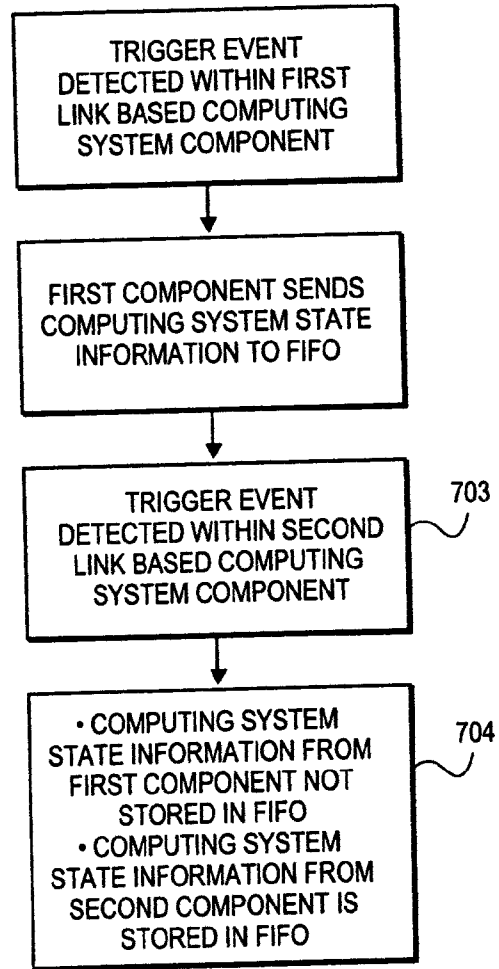 TRIGGER EVENT
DETECTED WITHIN FIRST
LINK BASED COMPUTING
SYSTEM COMPONENT
FIRST COMPONENT SENDS
COMPUTING SYSTEM STATE
INFORMATION TO FIFO
TRIGGER EVENT
DETECTED WITHIN SECOND
LINK BASED COMPUTING
SYSTEM COMPONENT
703
• COMPUTING SYSTEM
STATE INFORMATION FROM
FIRST COMPONENT NOT
STORED IN FIFO
• COMPUTING SYSTEM
STATE INFORMATION FROM
SECOND COMPONENT IS
STORED IN FIFO
704